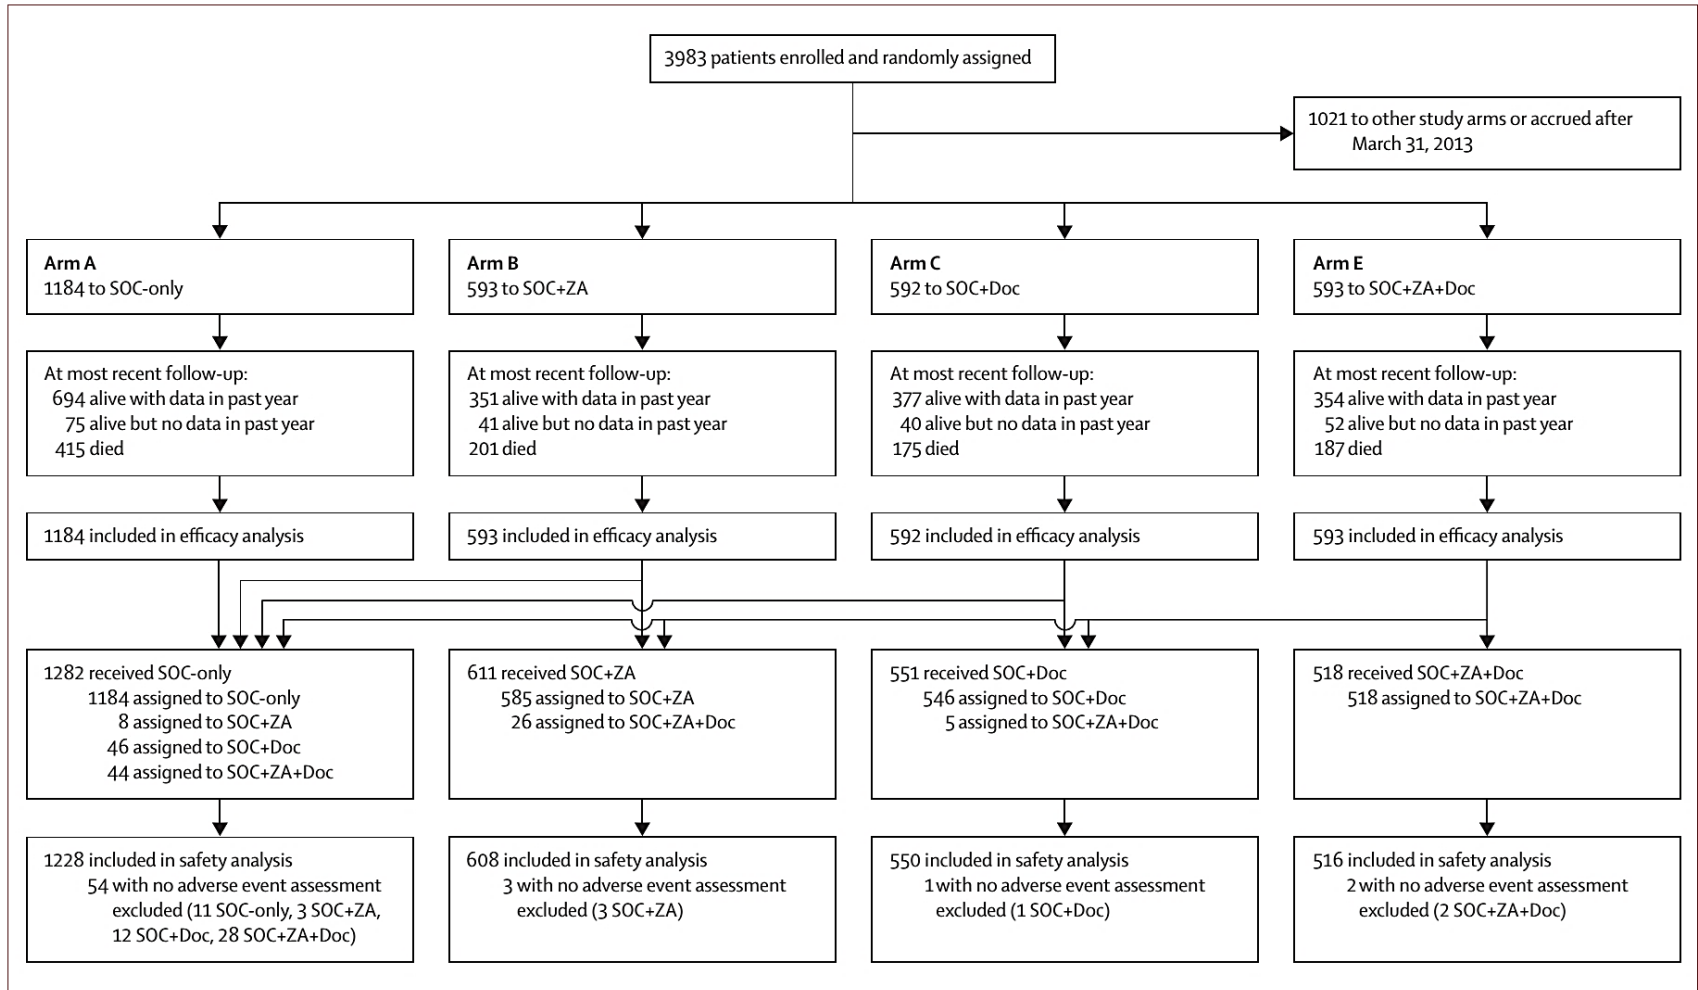 3983 patients enrolled and randomly assigned
1021 to other study arms or accrued after
March 31, 2013
Arm A
1184 to SOC-only
Arm B
593 to SOC+ZA
Arm C
592 to SOC+Doc
Arm E
593 to SOC+ZA+Doc
At most recent follow-up:
694 alive with data in past year
75 alive but no data in past year
415 died
At most recent follow-up:
351 alive with data in past year
41 alive but no data in past year
201 died
At most recent follow-up:
377 alive with data in past year
40 alive but no data in past year
175 died
At most recent follow-up:
354 alive with data in past year
52 alive but no data in past year
187 died
1184 included in efficacy analysis
593 included in efficacy analysis
592 included in efficacy analysis
593 included in efficacy analysis
1282 received SOC-only
1184 assigned to SOC-only
8 assigned to SOC+ZA
46 assigned to SOC+Doc
44 assigned to SOC+ZA+Doc
611 received SOC+ZA
585 assigned to SOC+ZA
26 assigned to SOC+ZA+Doc
551 received SOC+Doc
546 assigned to SOC+Doc
5 assigned to SOC+ZA+Doc
518 received SOC+ZA+Doc
518 assigned to SOC+ZA+Doc
1228 included in safety analysis
54 with no adverse event assessment
excluded (11 SOC-only, 3 SOC+ZA,
12 SOC+Doc, 28 SOC+ZA+Doc)
608 included in safety analysis
3 with no adverse event assessment
excluded (3 SOC+ZA)
550 included in safety analysis
1 with no adverse event assessment
excluded (1 SOC+Doc)
516 included in safety analysis
2 with no adverse event assessment
excluded (2 SOC+ZA+Doc)